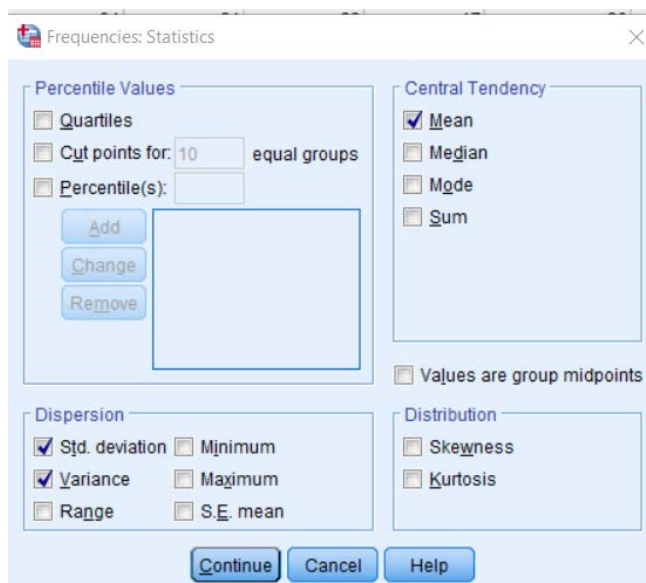 Frequencies: Statistics
Percentile Values
Quartiles
Cut points for: 10 equal groups
Percentile(s):
Add
Change
Remove
Central Tendency
Mean
Median
Mode
Sum
Values are group midpoints
Dispersion
Std. deviation Minimum
Variance Maximum
Range S.E. mean
Distribution
Skewness
Kurtosis
Continue Cancel Help